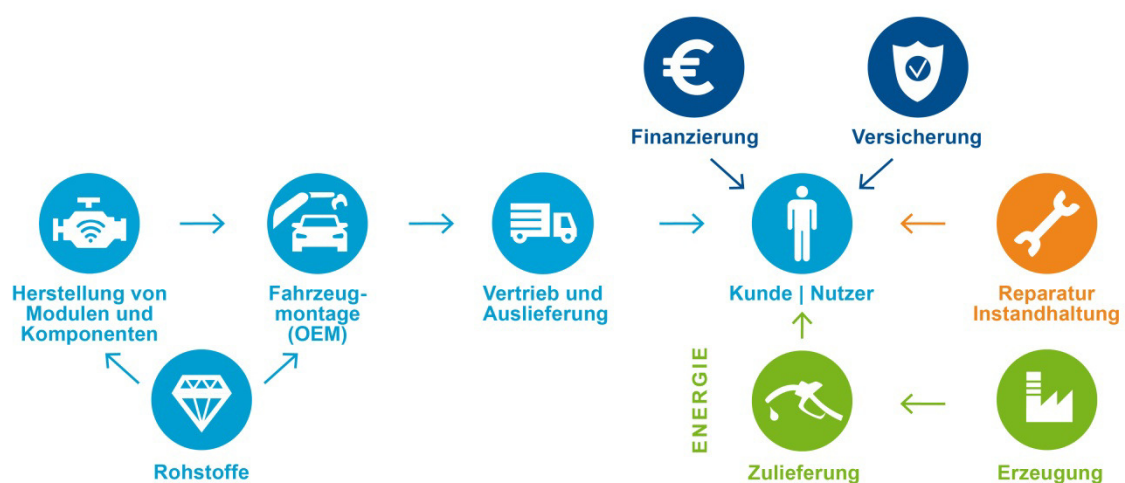 Finanzierung
Versicherung
Herstellung von
Modulen und
Komponenten
Fahrzeug-
montage
(OEM)
Vertrieb und
Auslieferung
Kunde | Nutzer
Reparatur
Instandhaltung
Rohstoffe
ENERGIE
Zulieferung
Erzeugung